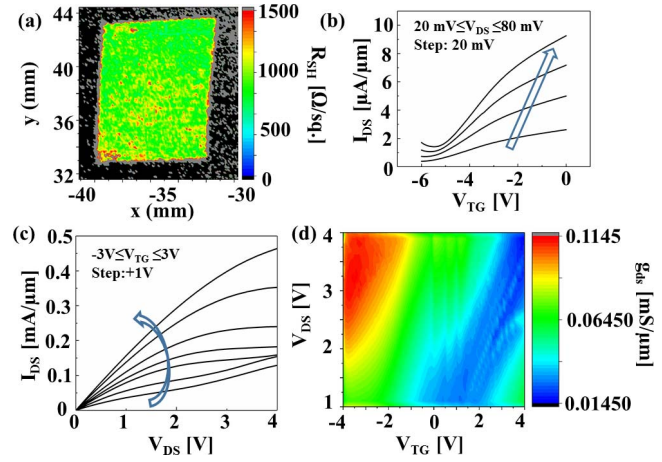 (a)
44
42
39
36
34
32
y (mm)
-40
-35
-30
x (mm)
1500
1000
500
0
R_SH [Ω/sq.]
(b)
20 mV≤V_DS ≤80 mV
Step: 20 mV
10
8
6
4
2
0
I_DS [μA/μm]
-6
-4
-2
0
V_TG [V]
(c)
-3V≤V_TG ≤3V
Step:+1V
0.5
0.4
0.3
0.2
0.1
0
I_DS [mA/μm]
0
1
2
3
4
V_DS [V]
(d)
4
3
2
1
V_DS [V]
-4
-2
0
2
4
V_TG [V]
0.1145
0.06450
0.01450
g_ds [mS/μm]